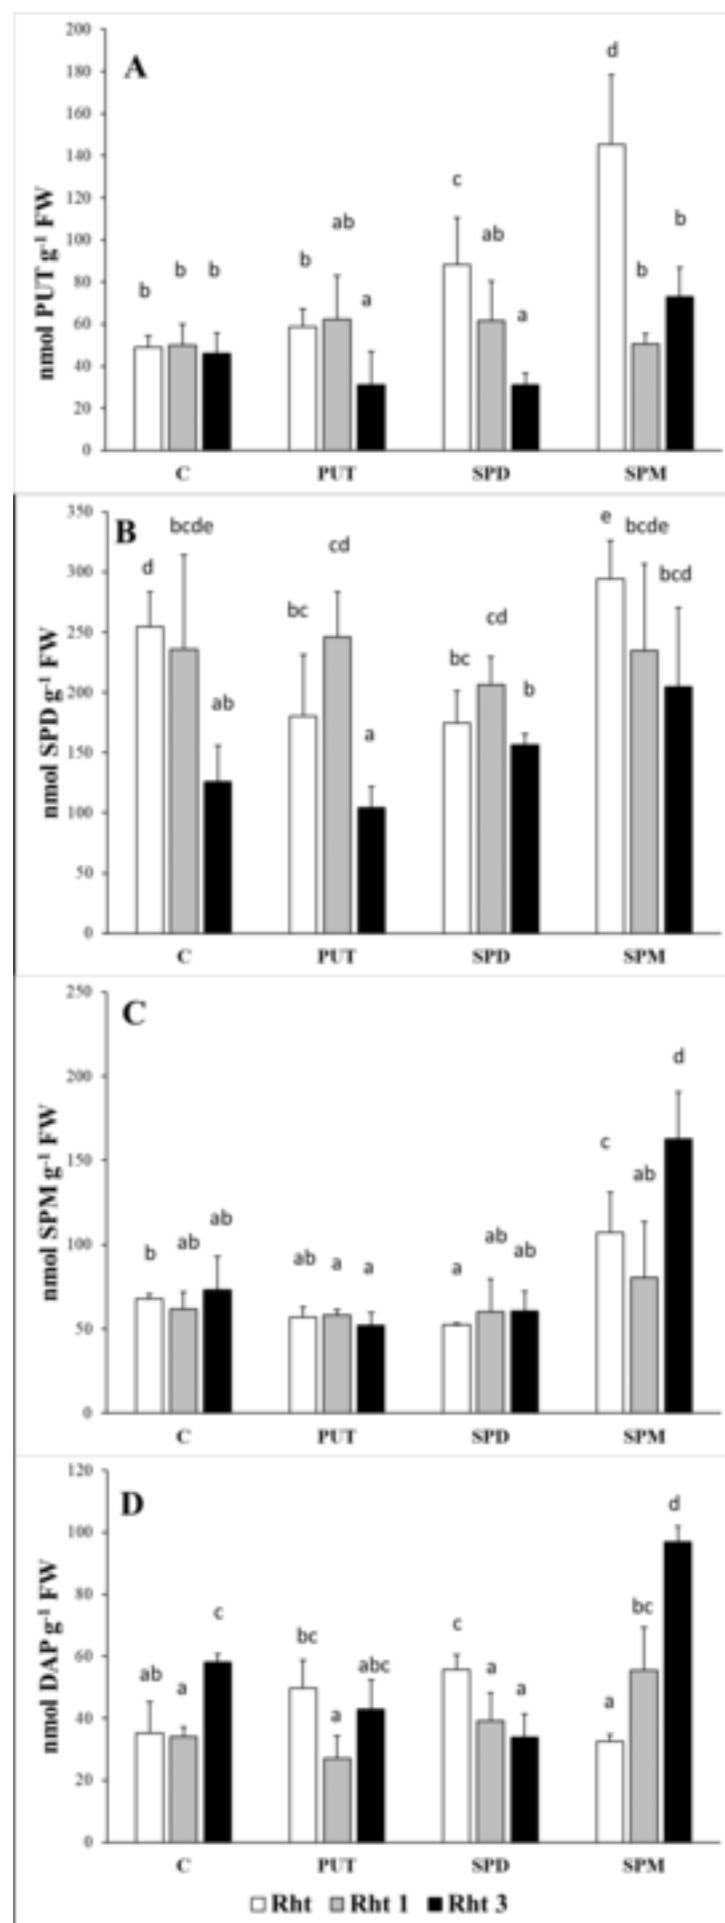 A
nmol PUT g-1 FW
200
180
160
140
120
100
80
60
40
20
0
b b b
b ab a
c ab a
d b b
C PUT SPD SPM
B
nmol SPD g-1 FW
350
300
250
200
150
100
50
0
d bcde ab
bc cd a
bc cd b
e bcde bcd
C PUT SPD SPM
C
nmol SPM g-1 FW
250
200
150
100
50
0
b ab ab
ab a a
a ab ab
c ab d
C PUT SPD SPM
D
nmol DAP g-1 FW
120
100
80
60
40
20
0
ab a c
bc a abc
c a a
a bc d
C PUT SPD SPM
Rht Rht 1 Rht 3